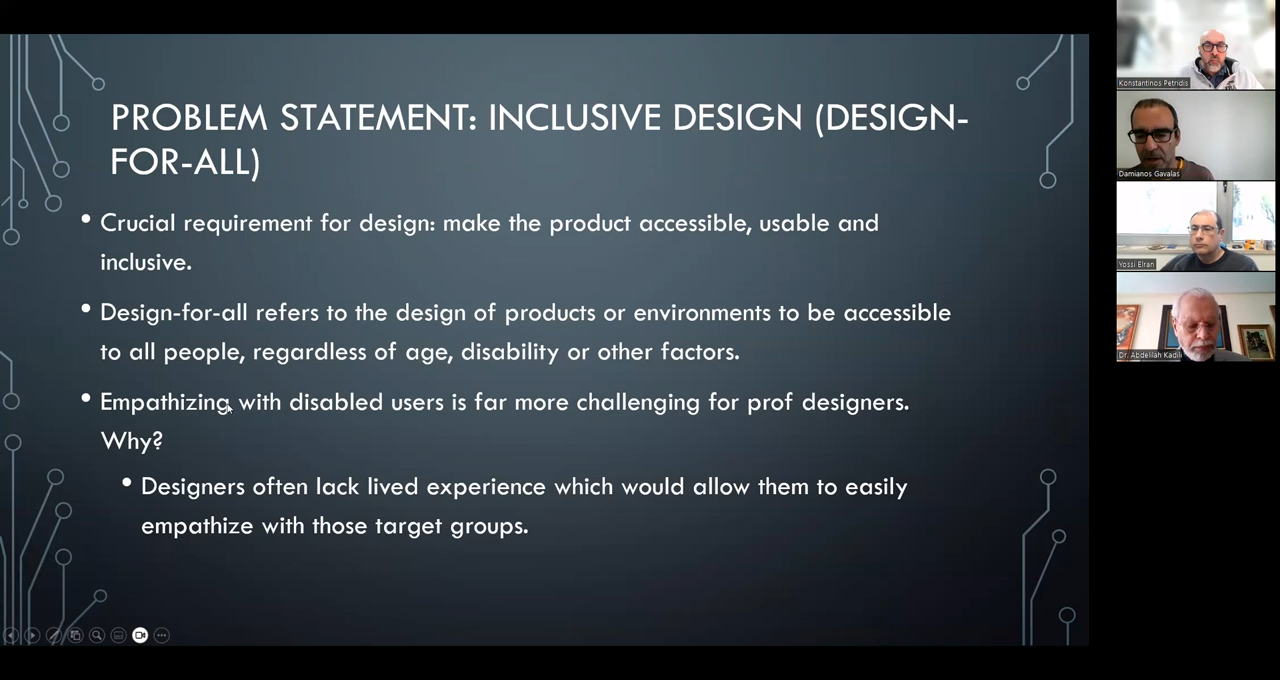 PROBLEM STATEMENT: INCLUSIVE DESIGN (DESIGN-
FOR-ALL)
• Crucial requirement for design: make the product accessible, usable and
inclusive.
• Design-for-all refers to the design of products or environments to be accessible
to all people, regardless of age, disability or other factors.
• Empathizing with disabled users is far more challenging for prof designers.
Why?
• Designers often lack lived experience which would allow them to easily
empathize with those target groups.
Konstantinos Petridis
Damianos Gavalas
Yossi Elran
Dr. Abdelilah Kadili